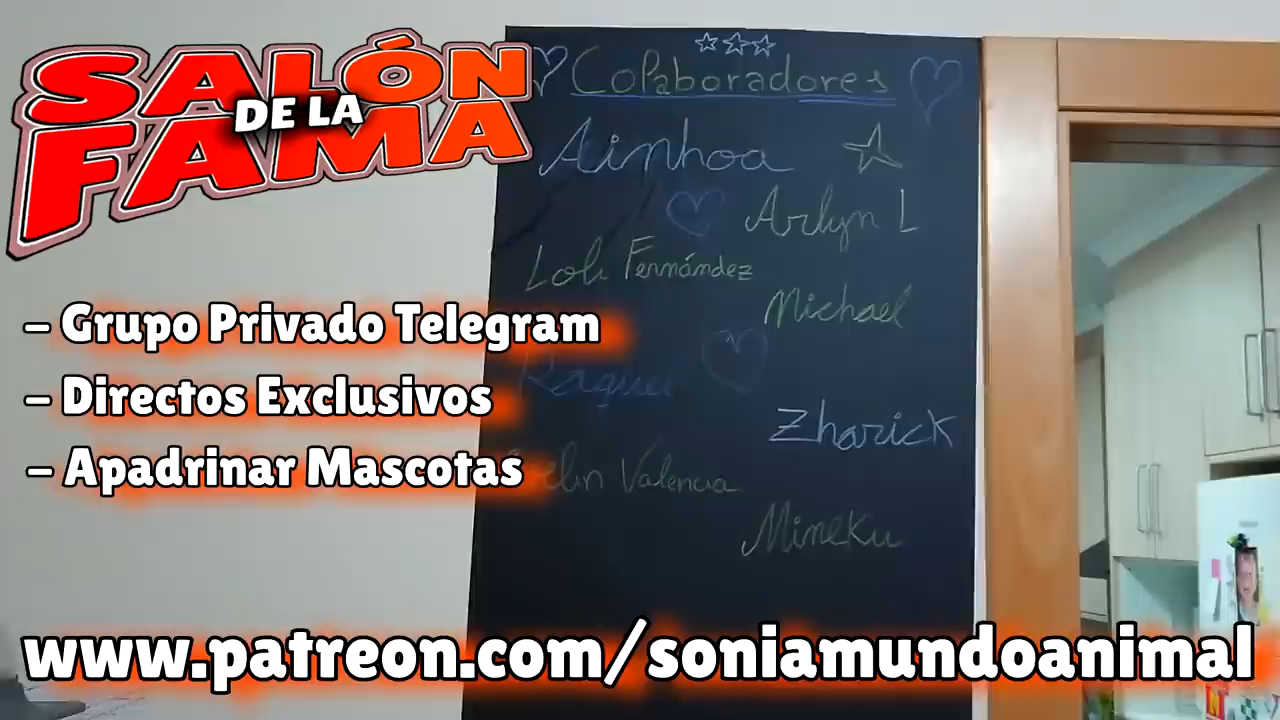 SALÓN
DE LA
FAMA
Colaboradores
Ainhoa
Arlyn L
Loli Fernández
Michael
Raquel
Zharick
Valencia
Mineku
- Grupo Privado Telegram
- Directos Exclusivos
- Apadrinar Mascotas
www.patreon.com/soniamundoanimal